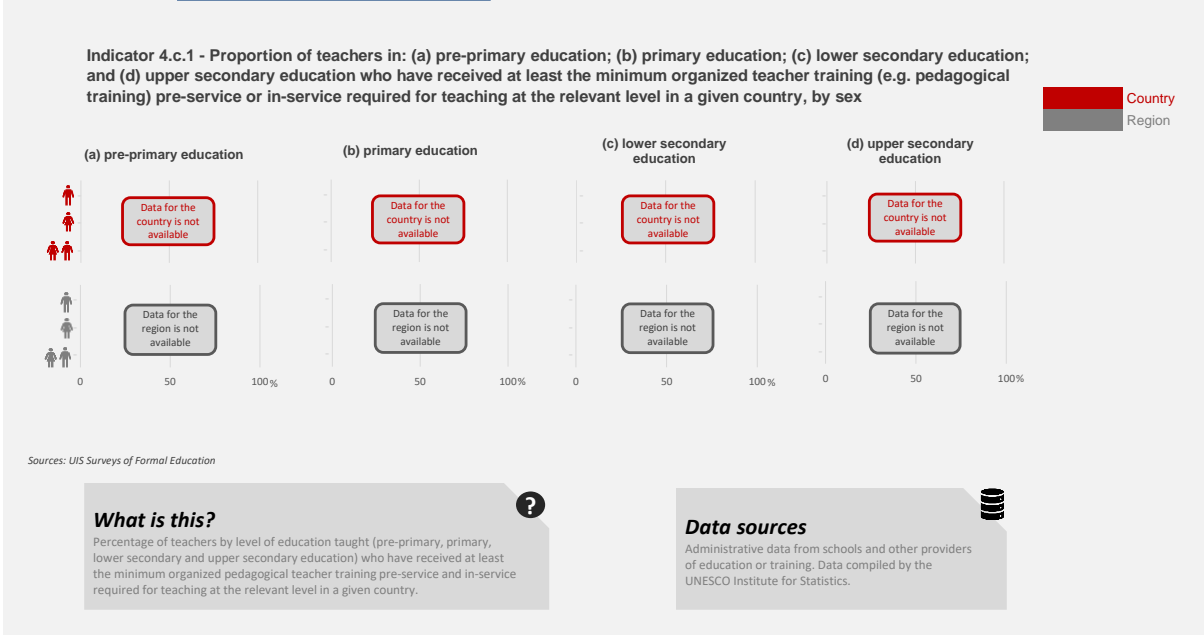 Indicator 4.c.1 - Proportion of teachers in: (a) pre-primary education; (b) primary education; (c) lower secondary education;
and (d) upper secondary education who have received at least the minimum organized teacher training (e.g. pedagogical
training) pre-service or in-service required for teaching at the relevant level in a given country, by sex
Country
Region
(a) pre-primary education
(b) primary education
(c) lower secondary
education
(d) upper secondary
education
Data for the
country is not
available
Data for the
country is not
available
Data for the
country is not
available
Data for the
country is not
available
Data for the
region is not
available
Data for the
region is not
available
Data for the
region is not
available
Data for the
region is not
available
0 50 100%
0 50 100%
0 50 100%
0 50 100%
Sources: UIS Surveys of Formal Education
?
What is this?
Percentage of teachers by level of education taught (pre-primary, primary,
lower secondary and upper secondary education) who have received at least
the minimum organized pedagogical teacher training pre-service and in-service
required for teaching at the relevant level in a given country.
Data sources
Administrative data from schools and other providers
of education or training. Data compiled by the
UNESCO Institute for Statistics.